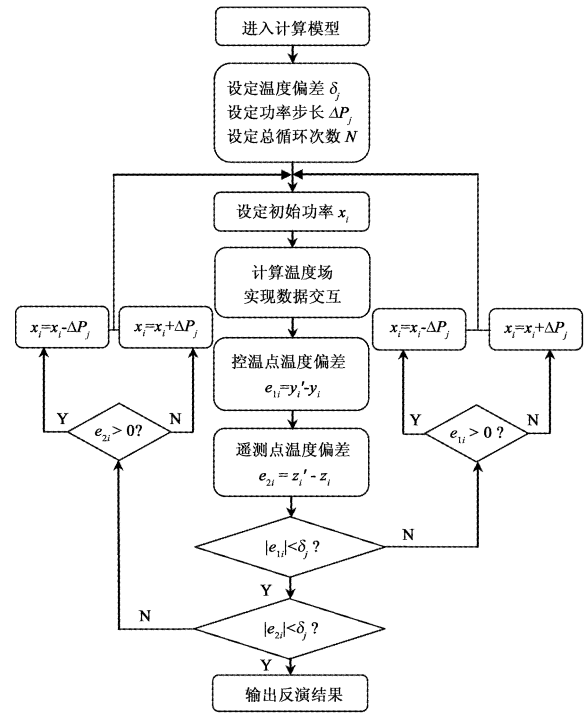 进入计算模型
设定温度偏差 δj
设定功率步长 ΔPj
设定总循环次数 N
设定初始功率 xi
计算温度场
实现数据交互
xi=xi-ΔPj
xi=xi+ΔPj
xi=xi-ΔPj
xi=xi+ΔPj
控温点温度偏差
e1i=yi′-yi
Y
e2i > 0?
N
Y
e1i > 0 ?
N
遥测点温度偏差
e2i = zi′ - zi
|e1i|<δj ?
N
Y
|e2i|<δj ?
N
Y
输出反演结果